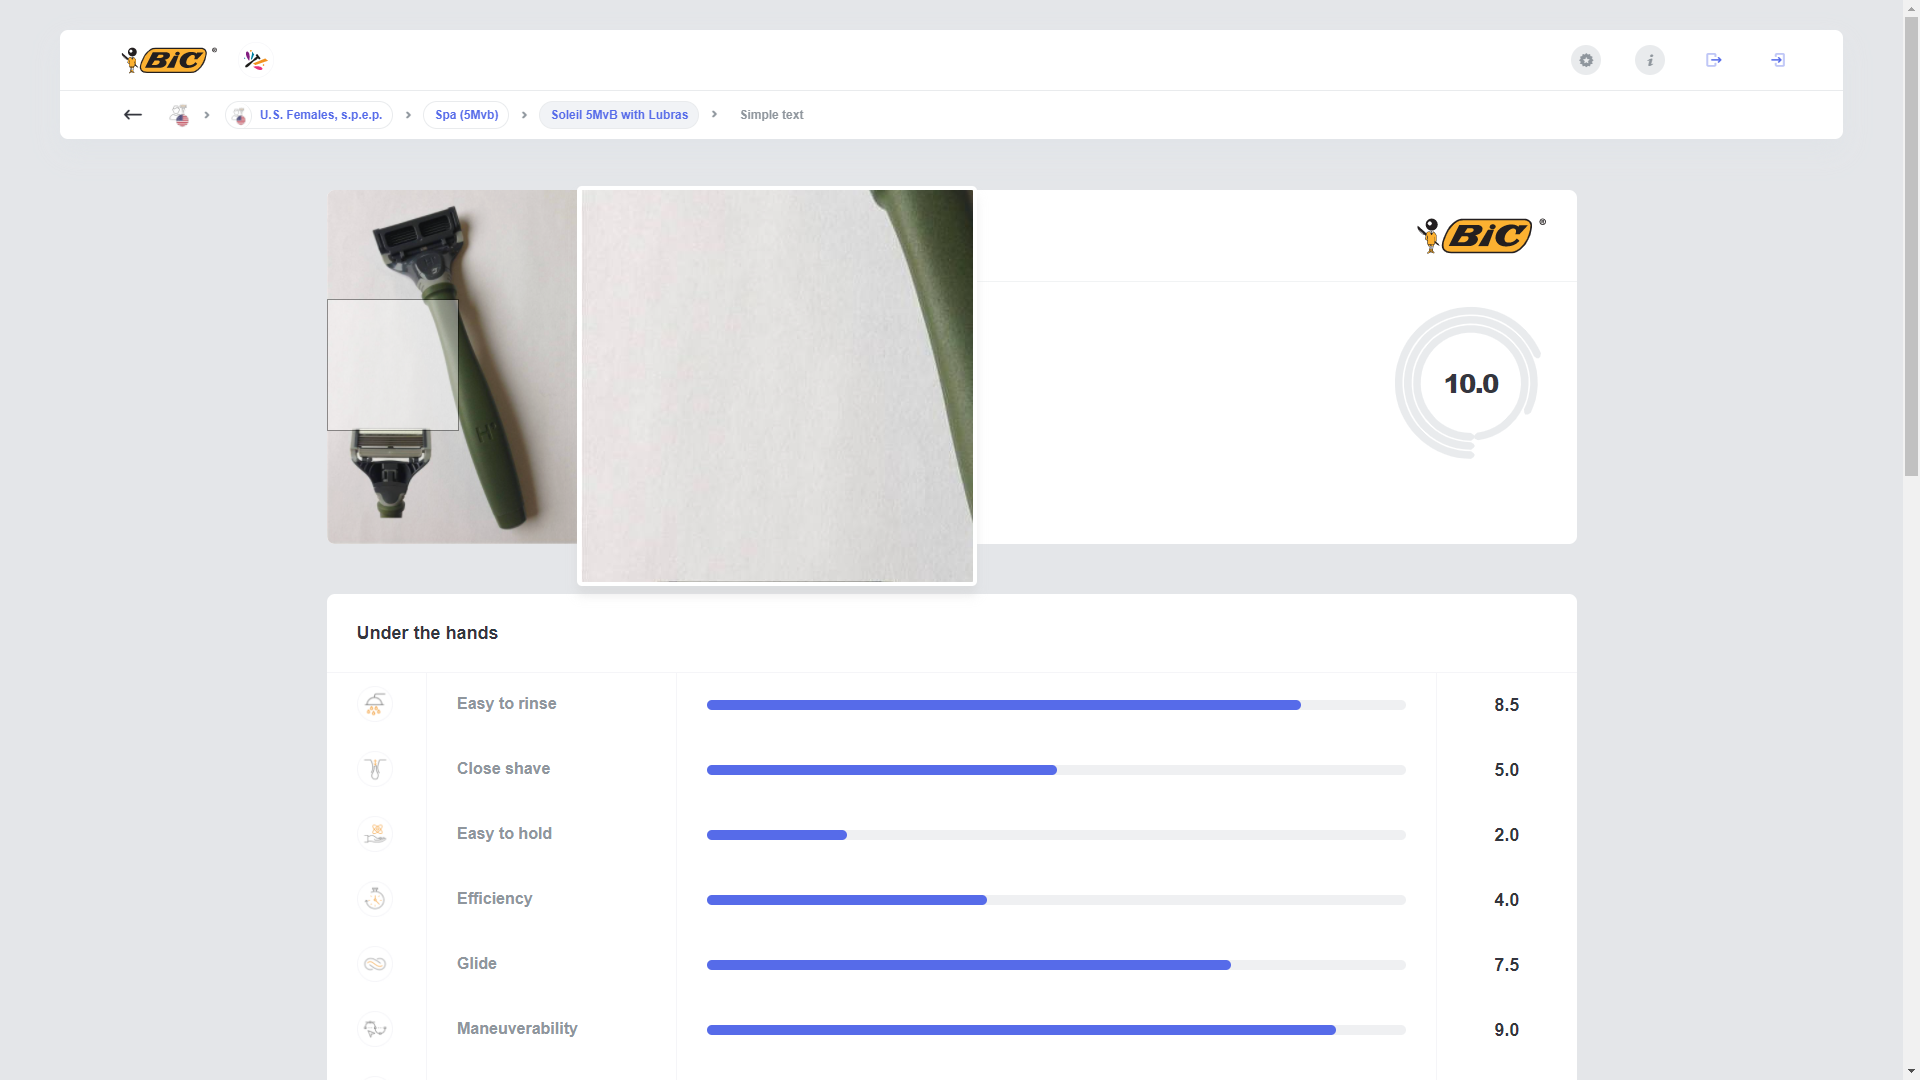 BiC ®
i
U.S. Females, s.p.e.p.
Spa (5Mvb)
Soleil 5MvB with Lubras
Simple text
BiC ®
10.0
H'
Under the hands
Easy to rinse
8.5
Close shave
5.0
Easy to hold
2.0
Efficiency
4.0
Glide
7.5
Maneuverability
9.0